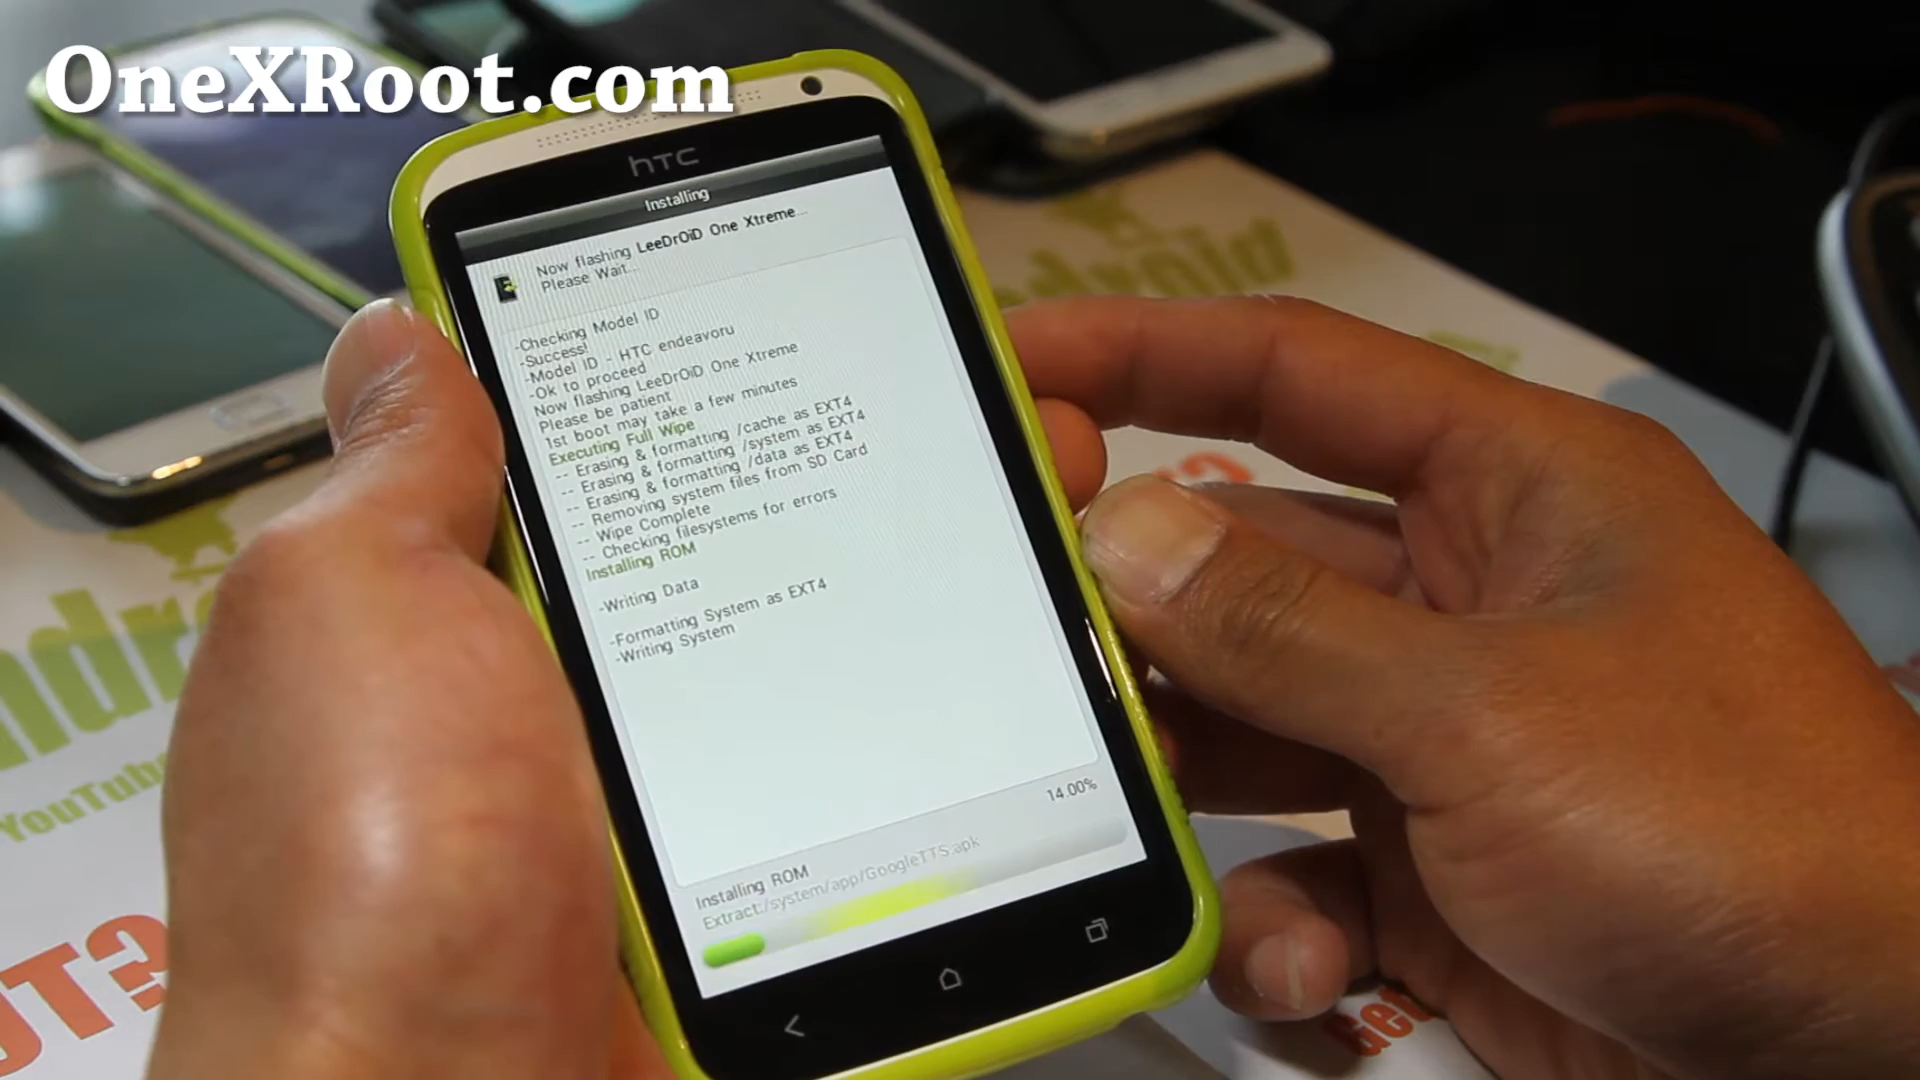 OneXRoot.com
hTC
Installing
Now flashing LeeDrOiD One Xtreme...
Please Wait...
-Checking Model ID
-Success!
-Model ID - HTC endeavoru
-Ok to proceed
Now flashing LeeDrOiD One Xtreme
Please be patient
1st boot may take a few minutes
Executing Full Wipe
-- Erasing & formatting /cache as EXT4
-- Erasing & formatting /system as EXT4
-- Erasing & formatting /data as EXT4
-- Removing system files from SD Card
-- Wipe Complete
-- Checking filesystems for errors
Installing ROM
-Writing Data
-Formatting System as EXT4
-Writing System
14.00%
Installing ROM
Extract:/system/app/GoogleTTS.apk
YouTube